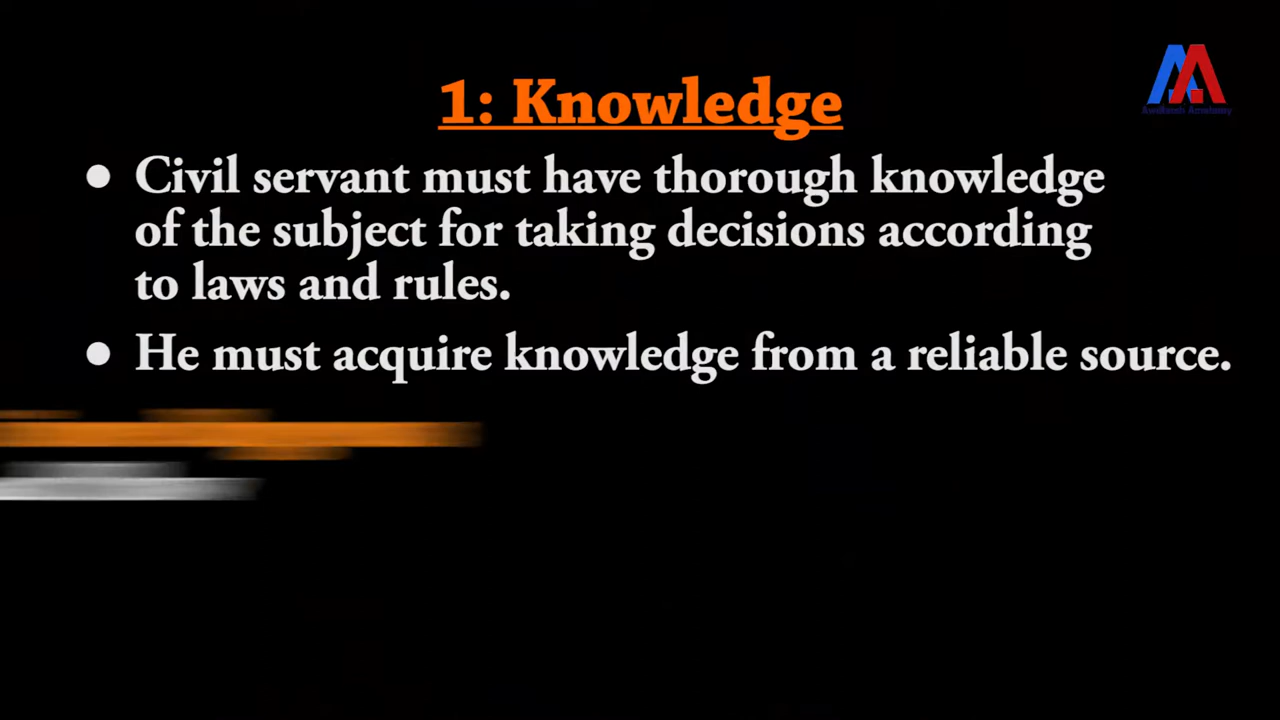 1: Knowledge
• Civil servant must have thorough knowledge
of the subject for taking decisions according
to laws and rules.
• He must acquire knowledge from a reliable source.